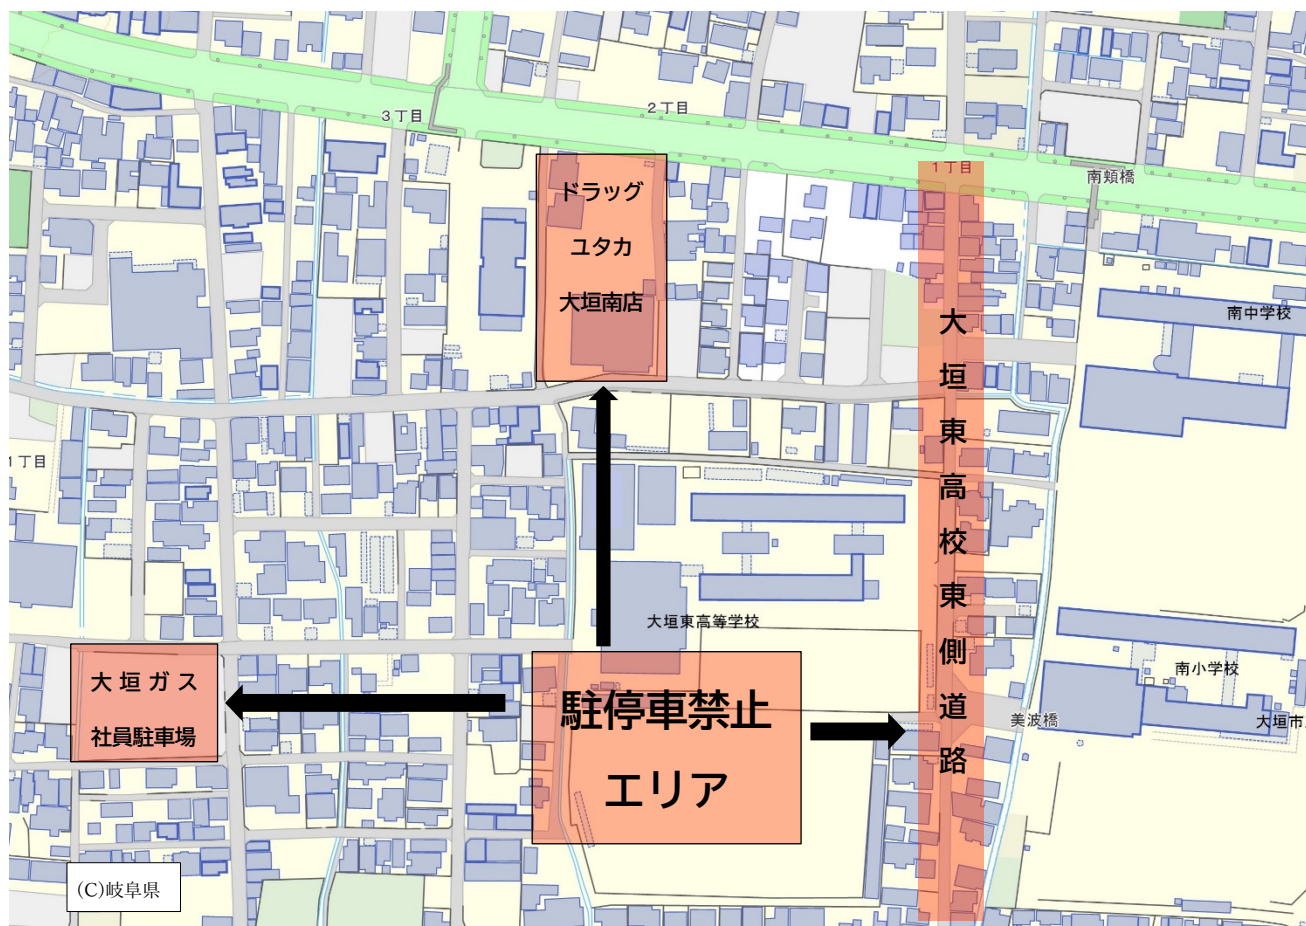 2丁目
3丁目
1丁目
南頬橋
ドラッグ
ユタカ
大垣南店
南中学校
大垣東高校東側道路
1丁目
大垣東高等学校
南小学校
大垣ガス
社員駐車場
駐停車禁止
エリア
美波橋
大垣市
(C)岐阜県